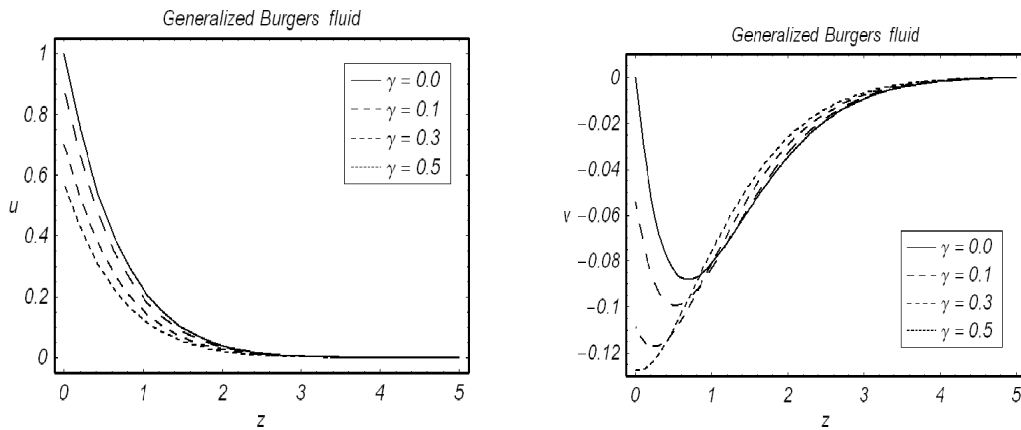 Generalized Burgers fluid
1
0.8
0.6
u
0.4
0.2
0
0 1 2 3 4 5
z
γ = 0.0
γ = 0.1
γ = 0.3
γ = 0.5
Generalized Burgers fluid
0
−0.02
−0.04
v −0.06
−0.08
−0.1
−0.12
0 1 2 3 4 5
z
γ = 0.0
γ = 0.1
γ = 0.3
γ = 0.5